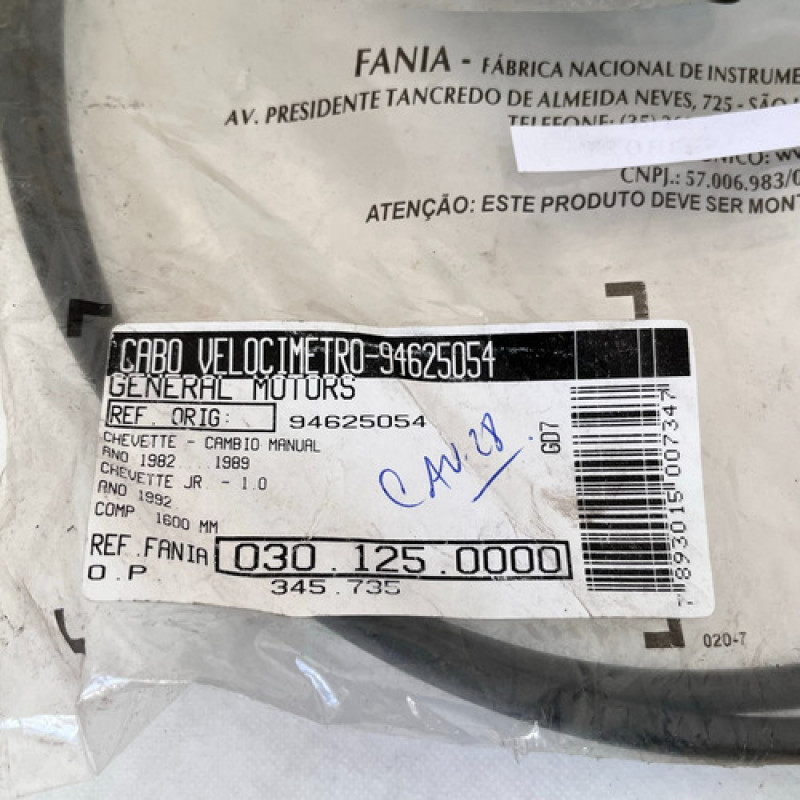 FANIA - FÁBRICA NACIONAL DE INSTRUME
AV. PRESIDENTE TANCREDO DE ALMEIDA NEVES, 725 - SÃO
TELEFONE: (35)
CNPJ.: 57.006.983/0
ATENÇÃO: ESTE PRODUTO DEVE SER MONT
CABO VELOCIMETRO-94625054
GENERAL MOTORS
REF. ORIG: 94625054
CHEVETTE - CAMBIO MANUAL
ANO 1982...1989
CHEVETTE JR - 1.0
ANO 1992
COMP 1600 MM
REF.FANIA 030.125.0000
O.P 345.735
CAV.28
GD7
7893015007347
020-7